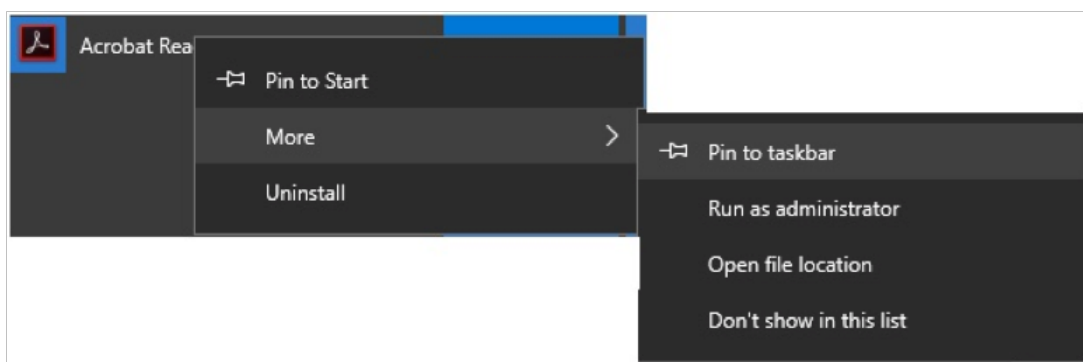 Acrobat Rea
Pin to Start
More
Uninstall
Pin to taskbar
Run as administrator
Open file location
Don't show in this list